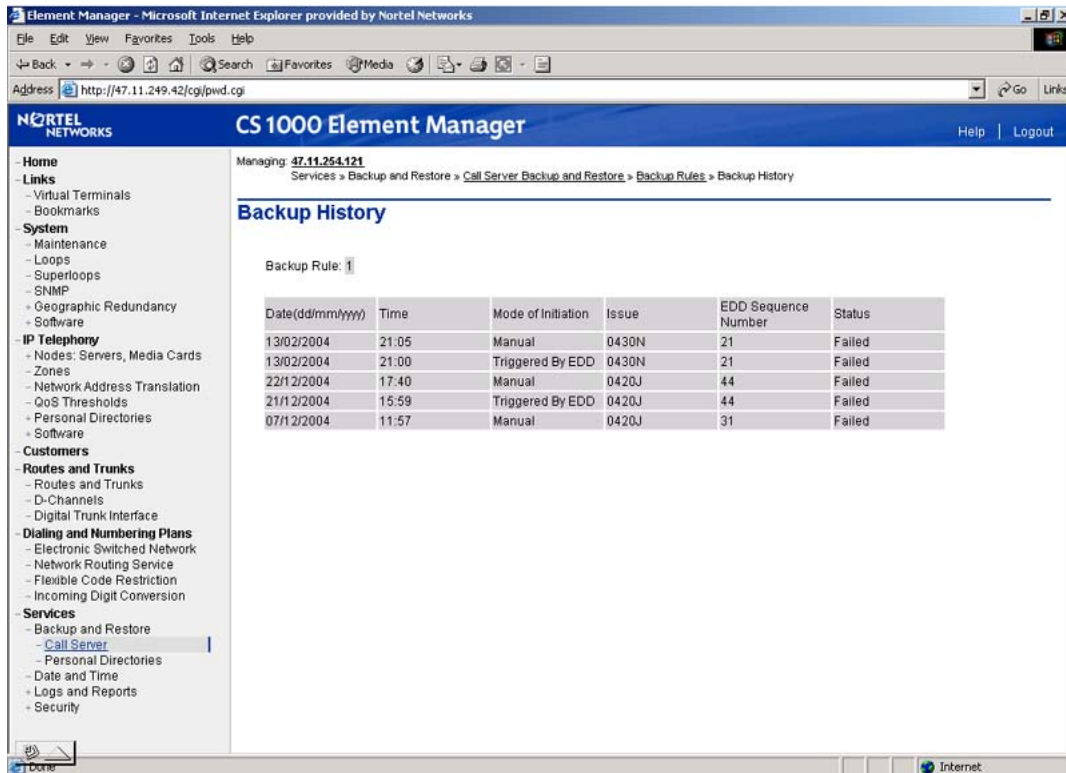 Element Manager - Microsoft Internet Explorer provided by Nortel Networks
File Edit View Favorites Tools Help
Back Search Favorites Media
Address http://47.11.249.42/cgi/pwd.cgi Go Links
NORTEL NETWORKS
CS 1000 Element Manager
Help | Logout
- Home
- Links
- Virtual Terminals
- Bookmarks
- System
- Maintenance
- Loops
- Superloops
- SNMP
+ Geographic Redundancy
+ Software
- IP Telephony
+ Nodes: Servers, Media Cards
- Zones
- Network Address Translation
- QoS Thresholds
+ Personal Directories
+ Software
- Customers
- Routes and Trunks
- Routes and Trunks
- D-Channels
- Digital Trunk Interface
- Dialing and Numbering Plans
- Electronic Switched Network
- Network Routing Service
- Flexible Code Restriction
- Incoming Digit Conversion
- Services
- Backup and Restore
- Call Server
- Personal Directories
- Date and Time
+ Logs and Reports
+ Security
Managing: 47.11.254.121
Services » Backup and Restore » Call Server Backup and Restore » Backup Rules » Backup History
Backup History
Backup Rule: 1
Date(dd/mm/yyyy) Time Mode of Initiation Issue EDD Sequence Number Status
13/02/2004 21:05 Manual 0430N 21 Failed
13/02/2004 21:00 Triggered By EDD 0430N 21 Failed
22/12/2004 17:40 Manual 0420J 44 Failed
21/12/2004 15:59 Triggered By EDD 0420J 44 Failed
07/12/2004 11:57 Manual 0420J 31 Failed
Done Internet